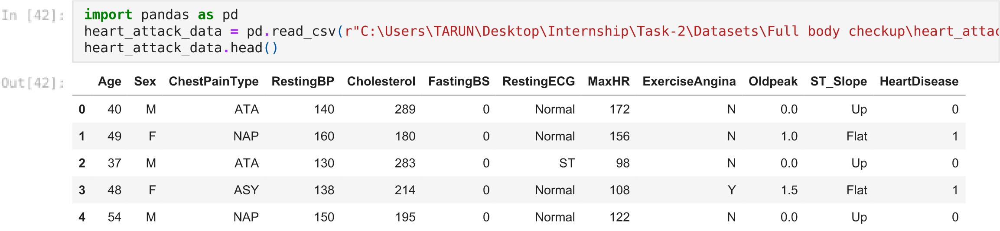 In [42]: import pandas as pd
heart_attack_data = pd.read_csv(r"C:\Users\TARUN\Desktop\Internship\Task-2\Datasets\Full body checkup\heart_attac
heart_attack_data.head()
Out[42]: Age Sex ChestPainType RestingBP Cholesterol FastingBS RestingECG MaxHR ExerciseAngina Oldpeak ST_Slope HeartDisease
0 40 M ATA 140 289 0 Normal 172 N 0.0 Up 0
1 49 F NAP 160 180 0 Normal 156 N 1.0 Flat 1
2 37 M ATA 130 283 0 ST 98 N 0.0 Up 0
3 48 F ASY 138 214 0 Normal 108 Y 1.5 Flat 1
4 54 M NAP 150 195 0 Normal 122 N 0.0 Up 0